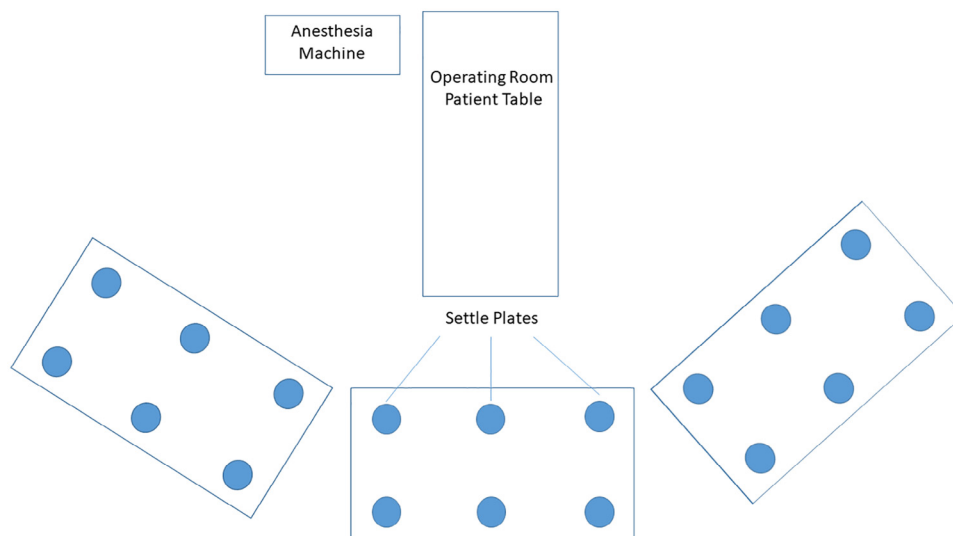 Anesthesia
Machine
Operating Room
Patient Table
Settle Plates